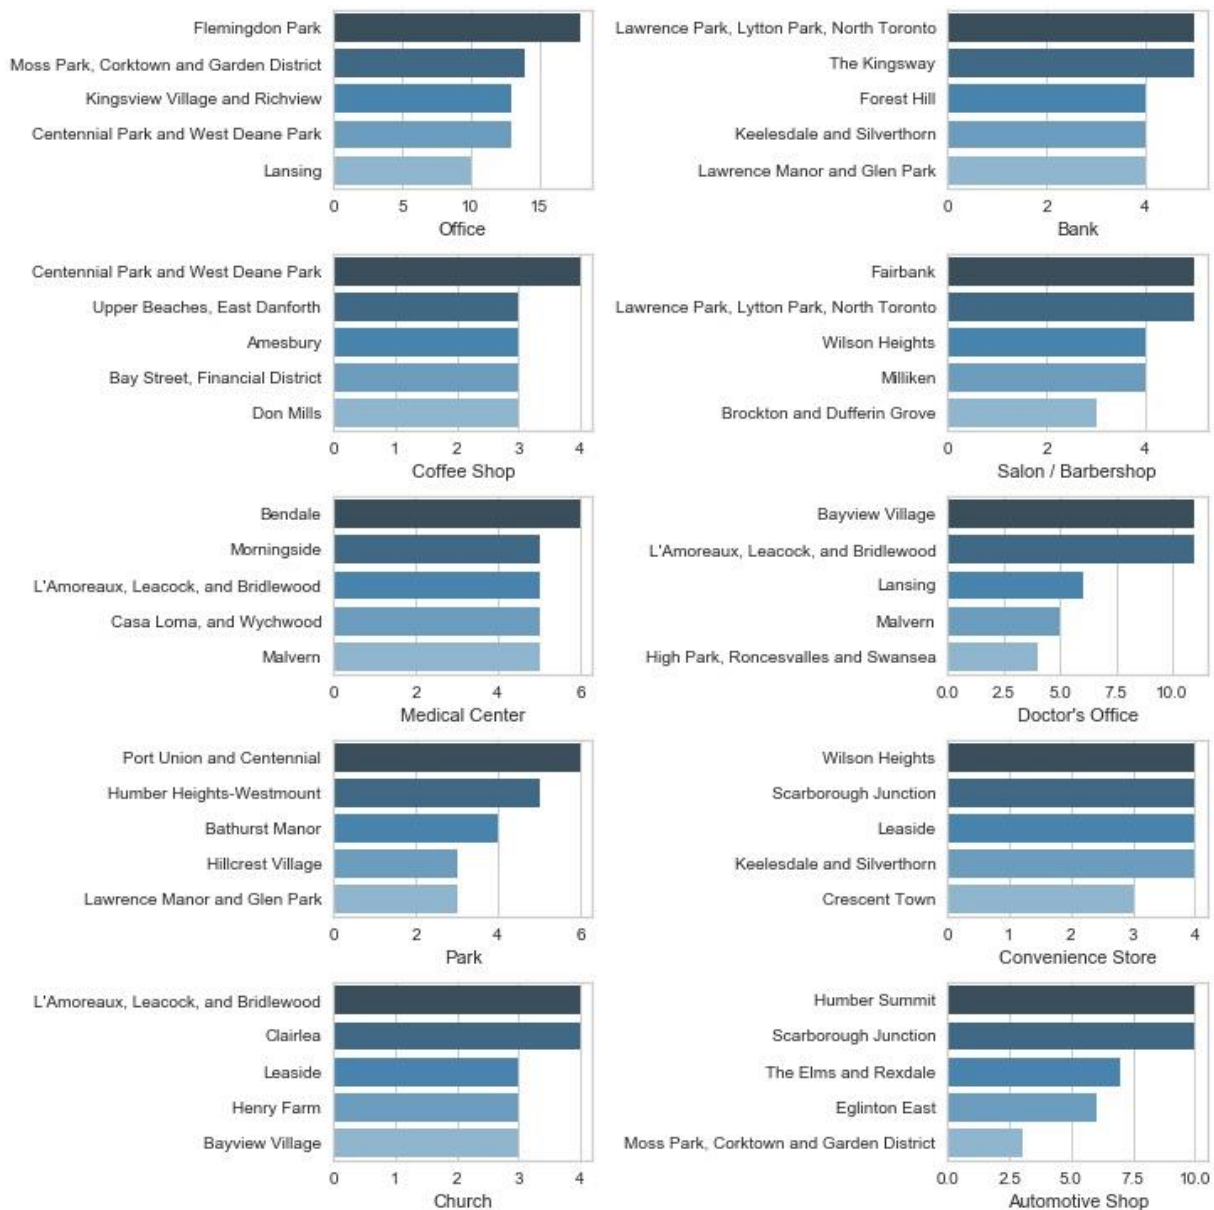 Flemingdon Park
Moss Park, Corktown and Garden District
Kingsview Village and Richview
Centennial Park and West Deane Park
Lansing
0 5 10 15
Office
Lawrence Park, Lytton Park, North Toronto
The Kingsway
Forest Hill
Keelesdale and Silverthorn
Lawrence Manor and Glen Park
0 2 4
Bank
Centennial Park and West Deane Park
Upper Beaches, East Danforth
Amesbury
Bay Street, Financial District
Don Mills
0 1 2 3 4
Coffee Shop
Fairbank
Lawrence Park, Lytton Park, North Toronto
Wilson Heights
Milliken
Brockton and Dufferin Grove
0 2 4
Salon / Barbershop
Bendale
Morningside
L'Amoreaux, Leacock, and Bridlewood
Casa Loma, and Wychwood
Malvern
0 2 4 6
Medical Center
Bayview Village
L'Amoreaux, Leacock, and Bridlewood
Lansing
Malvern
High Park, Roncesvalles and Swansea
0.0 2.5 5.0 7.5 10.0
Doctor's Office
Port Union and Centennial
Humber Heights-Westmount
Bathurst Manor
Hillcrest Village
Lawrence Manor and Glen Park
0 2 4 6
Park
Wilson Heights
Scarborough Junction
Leaside
Keelesdale and Silverthorn
Crescent Town
0 1 2 3 4
Convenience Store
L'Amoreaux, Leacock, and Bridlewood
Clairlea
Leaside
Henry Farm
Bayview Village
0 1 2 3 4
Church
Humber Summit
Scarborough Junction
The Elms and Rexdale
Eglinton East
Moss Park, Corktown and Garden District
0.0 2.5 5.0 7.5 10.0
Automotive Shop